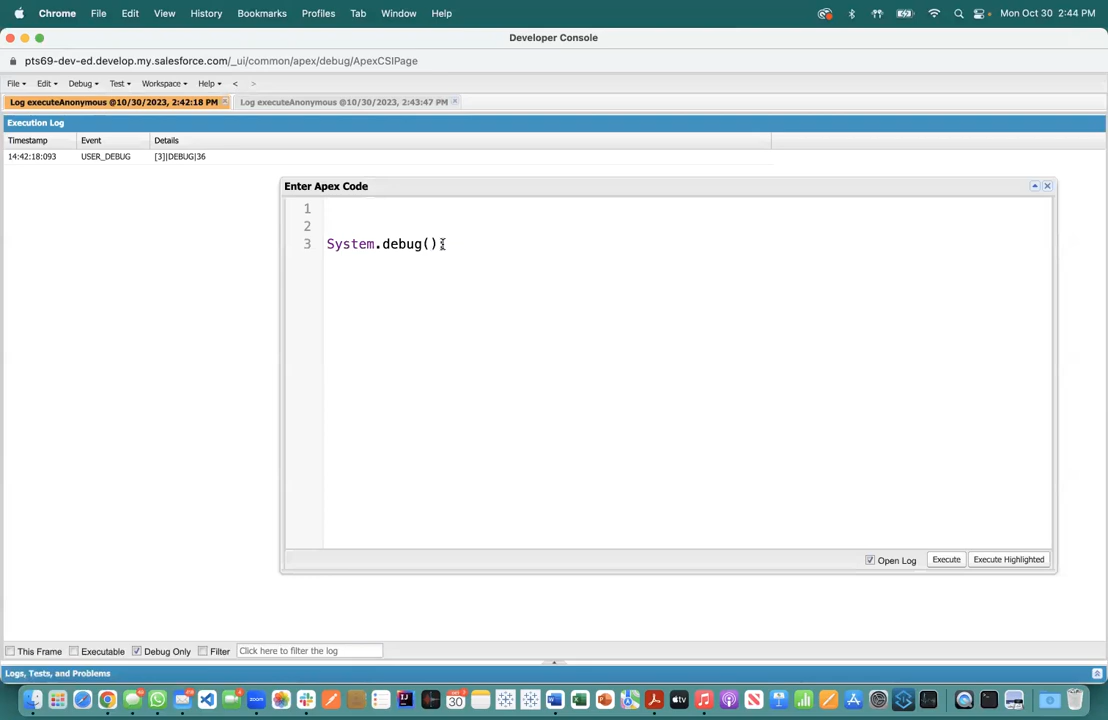 Chrome File Edit View History Bookmarks Profiles Tab Window Help Mon Oct 30 2:44 PM
Developer Console
pts69-dev-ed.develop.my.salesforce.com/_ui/common/apex/debug/ApexCSIPage
File Edit Debug Test Workspace Help < >
Log executeAnonymous @10/30/2023, 2:42:18 PM Log executeAnonymous @10/30/2023, 2:43:47 PM
Execution Log
Timestamp Event Details
14:42:18:093 USER_DEBUG [3]|DEBUG|36
Enter Apex Code
1
2
3 System.debug();
Open Log Execute Execute Highlighted
This Frame Executable Debug Only Filter Click here to filter the log
Logs, Tests, and Problems
zoom
30